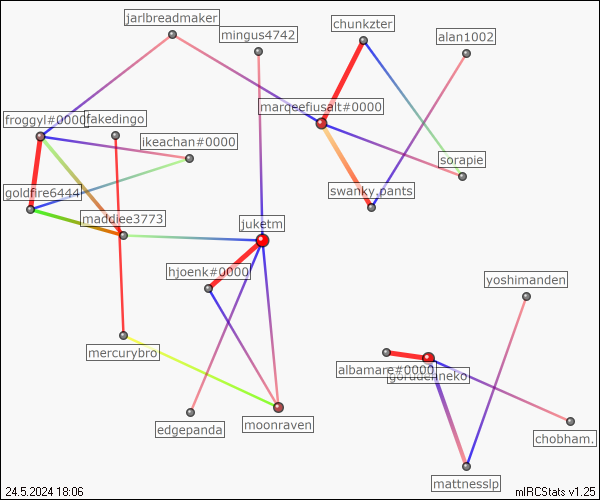 jarlbreadmaker
chunkzter
mingus4742
alan1002
marqeefiusalt#0000
froggyl#0000
fakedingo
ikeachan#0000
sorapie
goldfire6444
swanky.pants
maddiee3773
juketm
hjoenk#0000
yoshimanden
mercurybro
albamare#0000
edgepanda
moonraven
chobham.
mattnesslp
24.5.2024 18:06
mIRCStats v1.25